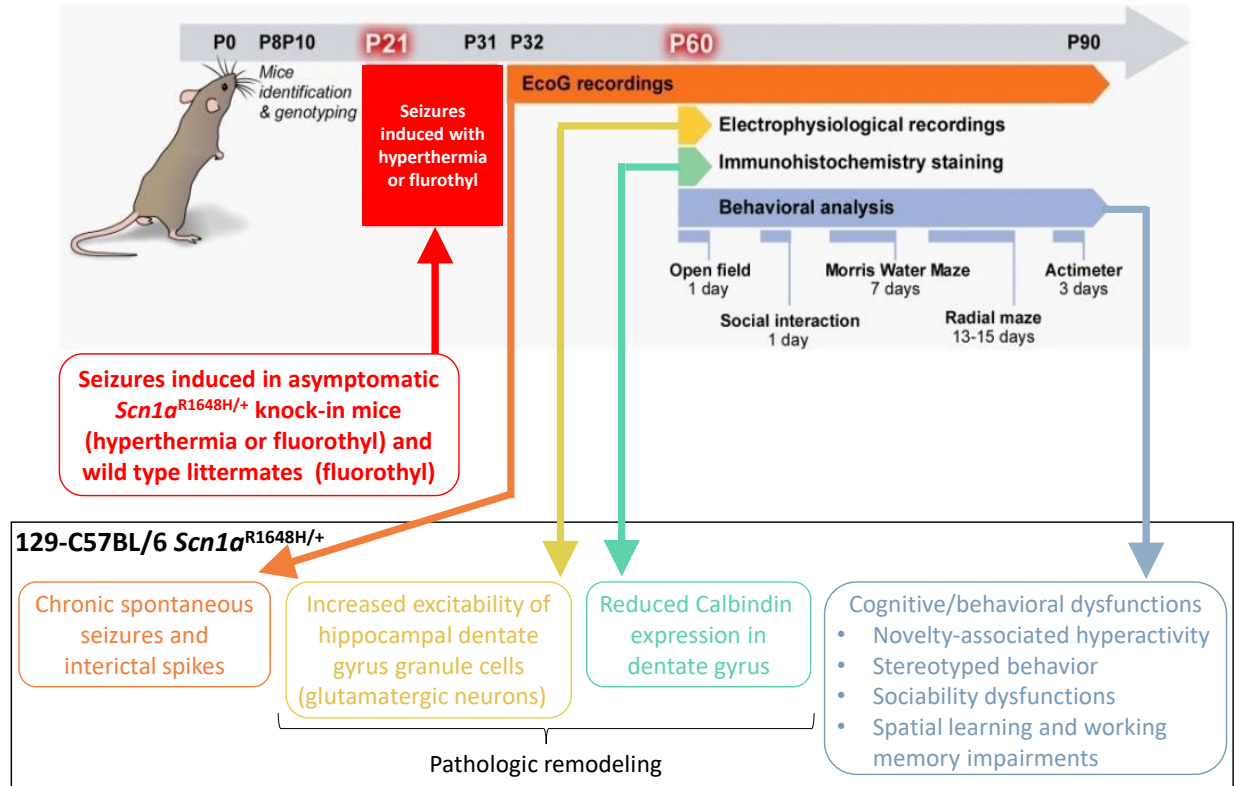 P0 P8P10 P21 P31 P32 P60 P90
Mice
identification
& genotyping
Seizures
induced with
hyperthermia
or flurothyl
EcoG recordings
Electrophysiological recordings
Immunohistochemistry staining
Behavioral analysis
Open field
1 day
Social interaction
1 day
Morris Water Maze
7 days
Radial maze
13-15 days
Actimeter
3 days
Seizures induced in asymptomatic
Scn1aR1648H/+ knock-in mice
(hyperthermia or fluorothyl) and
wild type littermates (fluorothyl)
129-C57BL/6 Scn1aR1648H/+
Chronic spontaneous
seizures and
interictal spikes
Increased excitability of
hippocampal dentate
gyrus granule cells
(glutamatergic neurons)
Reduced Calbindin
expression in
dentate gyrus
Cognitive/behavioral dysfunctions
• Novelty-associated hyperactivity
• Stereotyped behavior
• Sociability dysfunctions
• Spatial learning and working
memory impairments
Pathologic remodeling